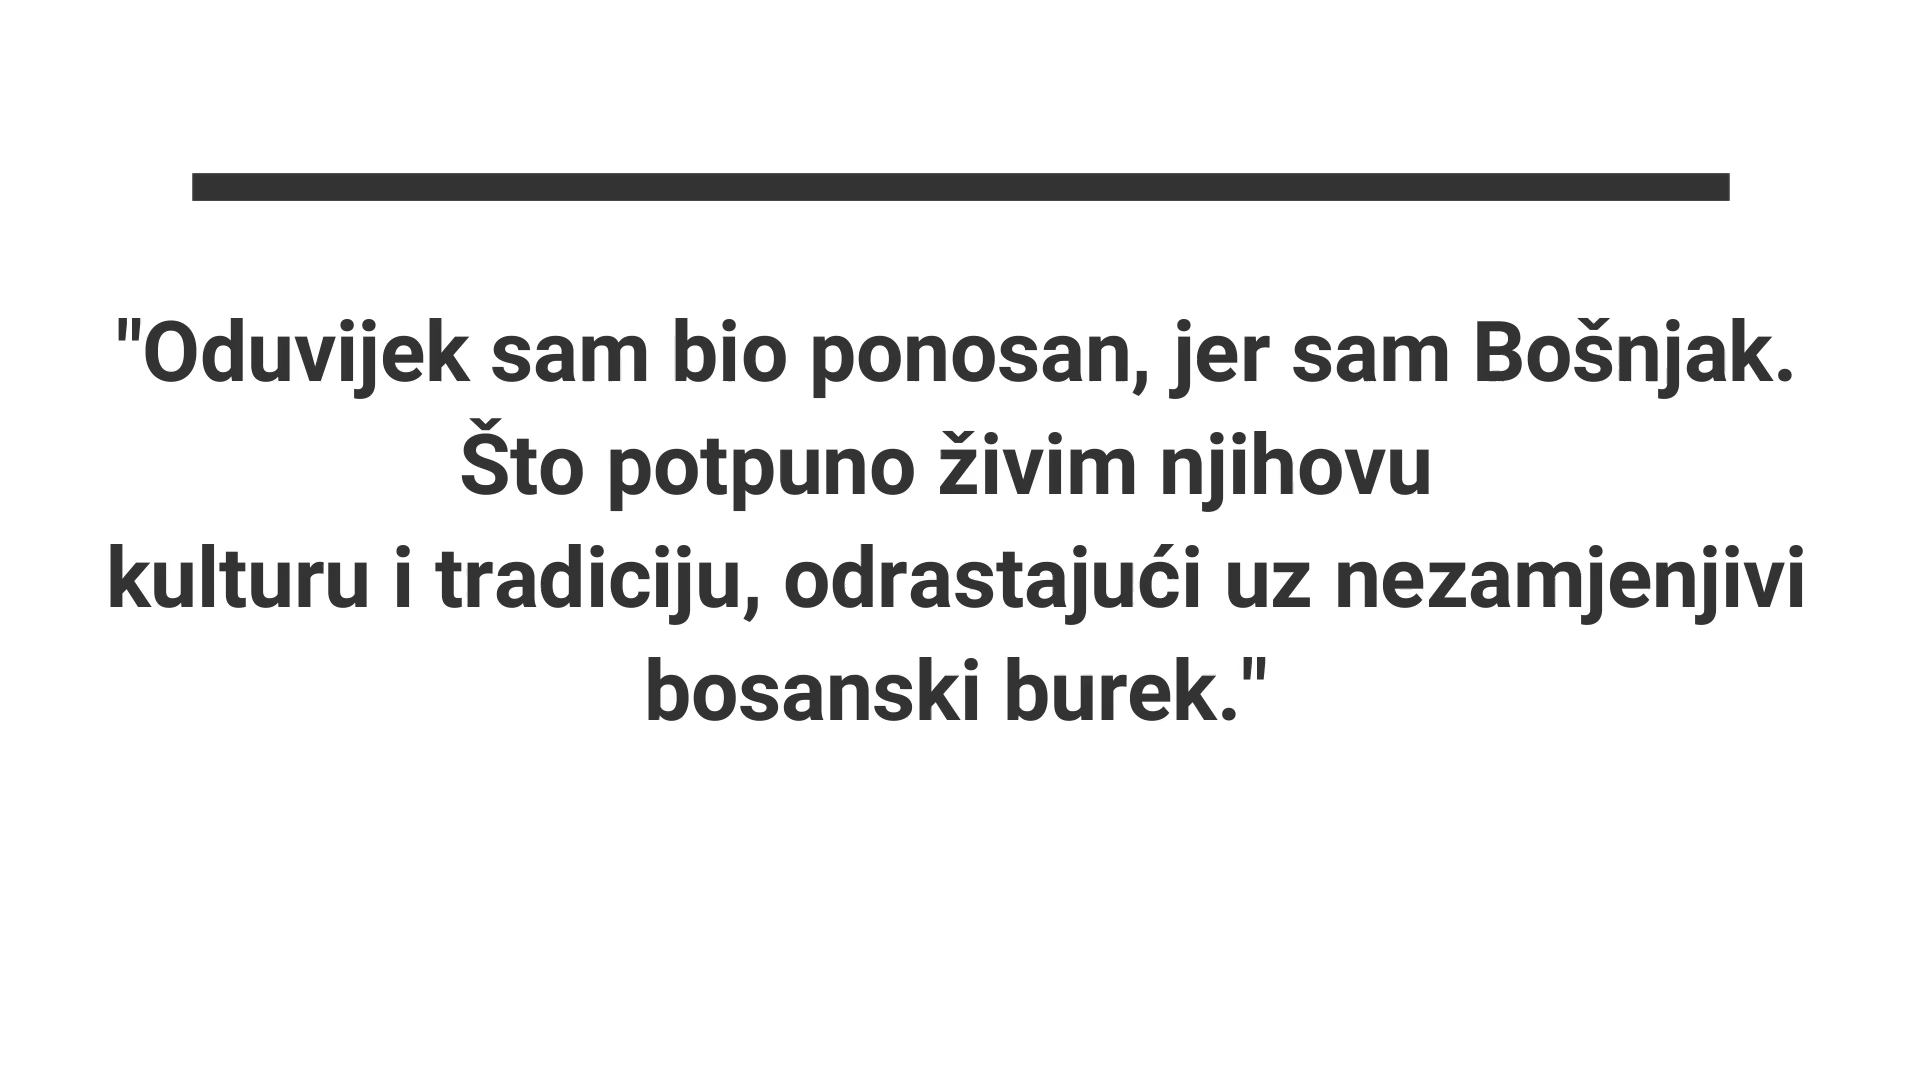 "Oduvijek sam bio ponosan, jer sam Bošnjak.
Što potpuno živim njihovu
kulturu i tradiciju, odrastajući uz nezamjenjivi
bosanski burek."